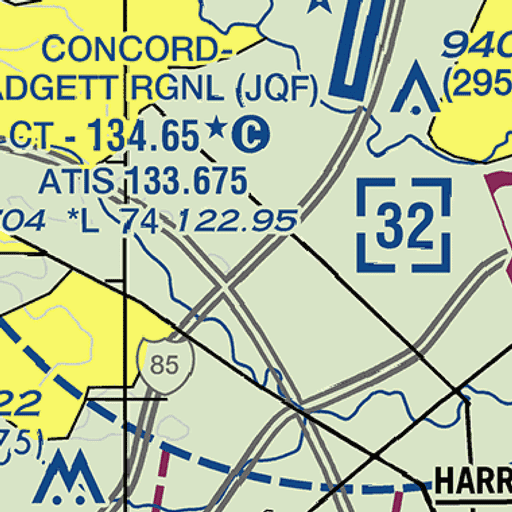 CONCORD-
ADGETT RGNL (JQF)
940
(295
-CT - 134.65 * C
ATIS 133.675
704 *L 74 122.95
32
85
22
75)
HARR